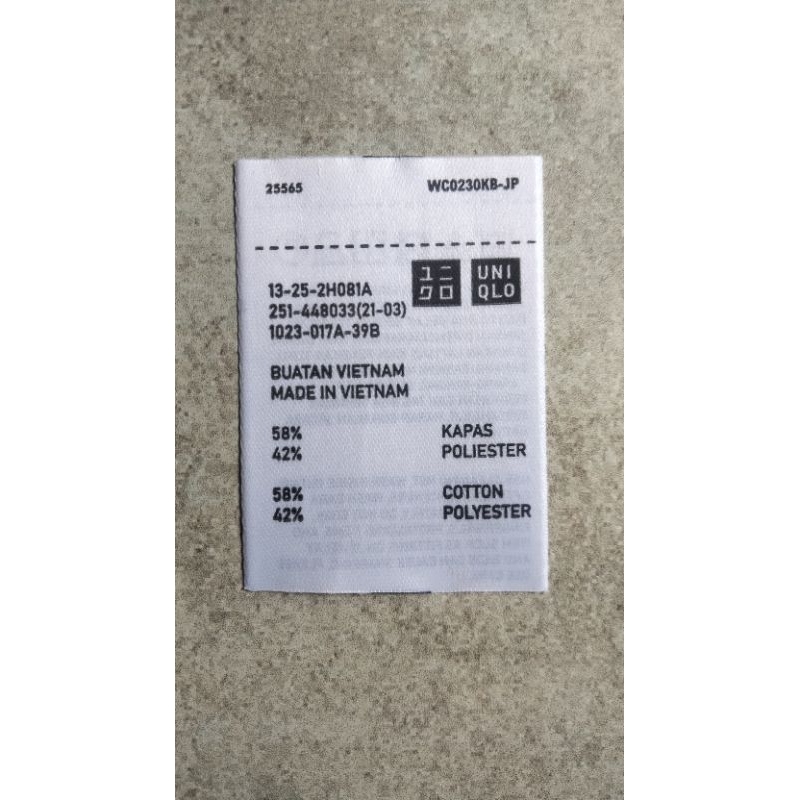 25565 WC0230KB-JP
ユニ UNI
クロ QLO
13-25-2H081A
251-448033(21-03)
1023-017A-39B
BUATAN VIETNAM
MADE IN VIETNAM
58% KAPAS
42% POLIESTER
58% COTTON
42% POLYESTER